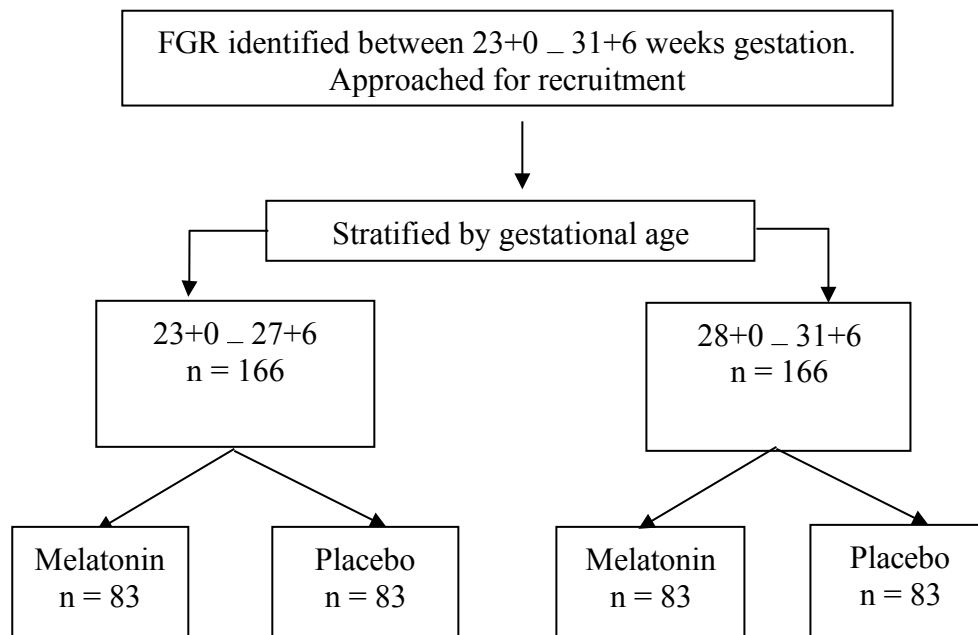 FGR identified between 23+0 – 31+6 weeks gestation.
Approached for recruitment
Stratified by gestational age
23+0 – 27+6
n = 166
28+0 – 31+6
n = 166
Melatonin
n = 83
Placebo
n = 83
Melatonin
n = 83
Placebo
n = 83